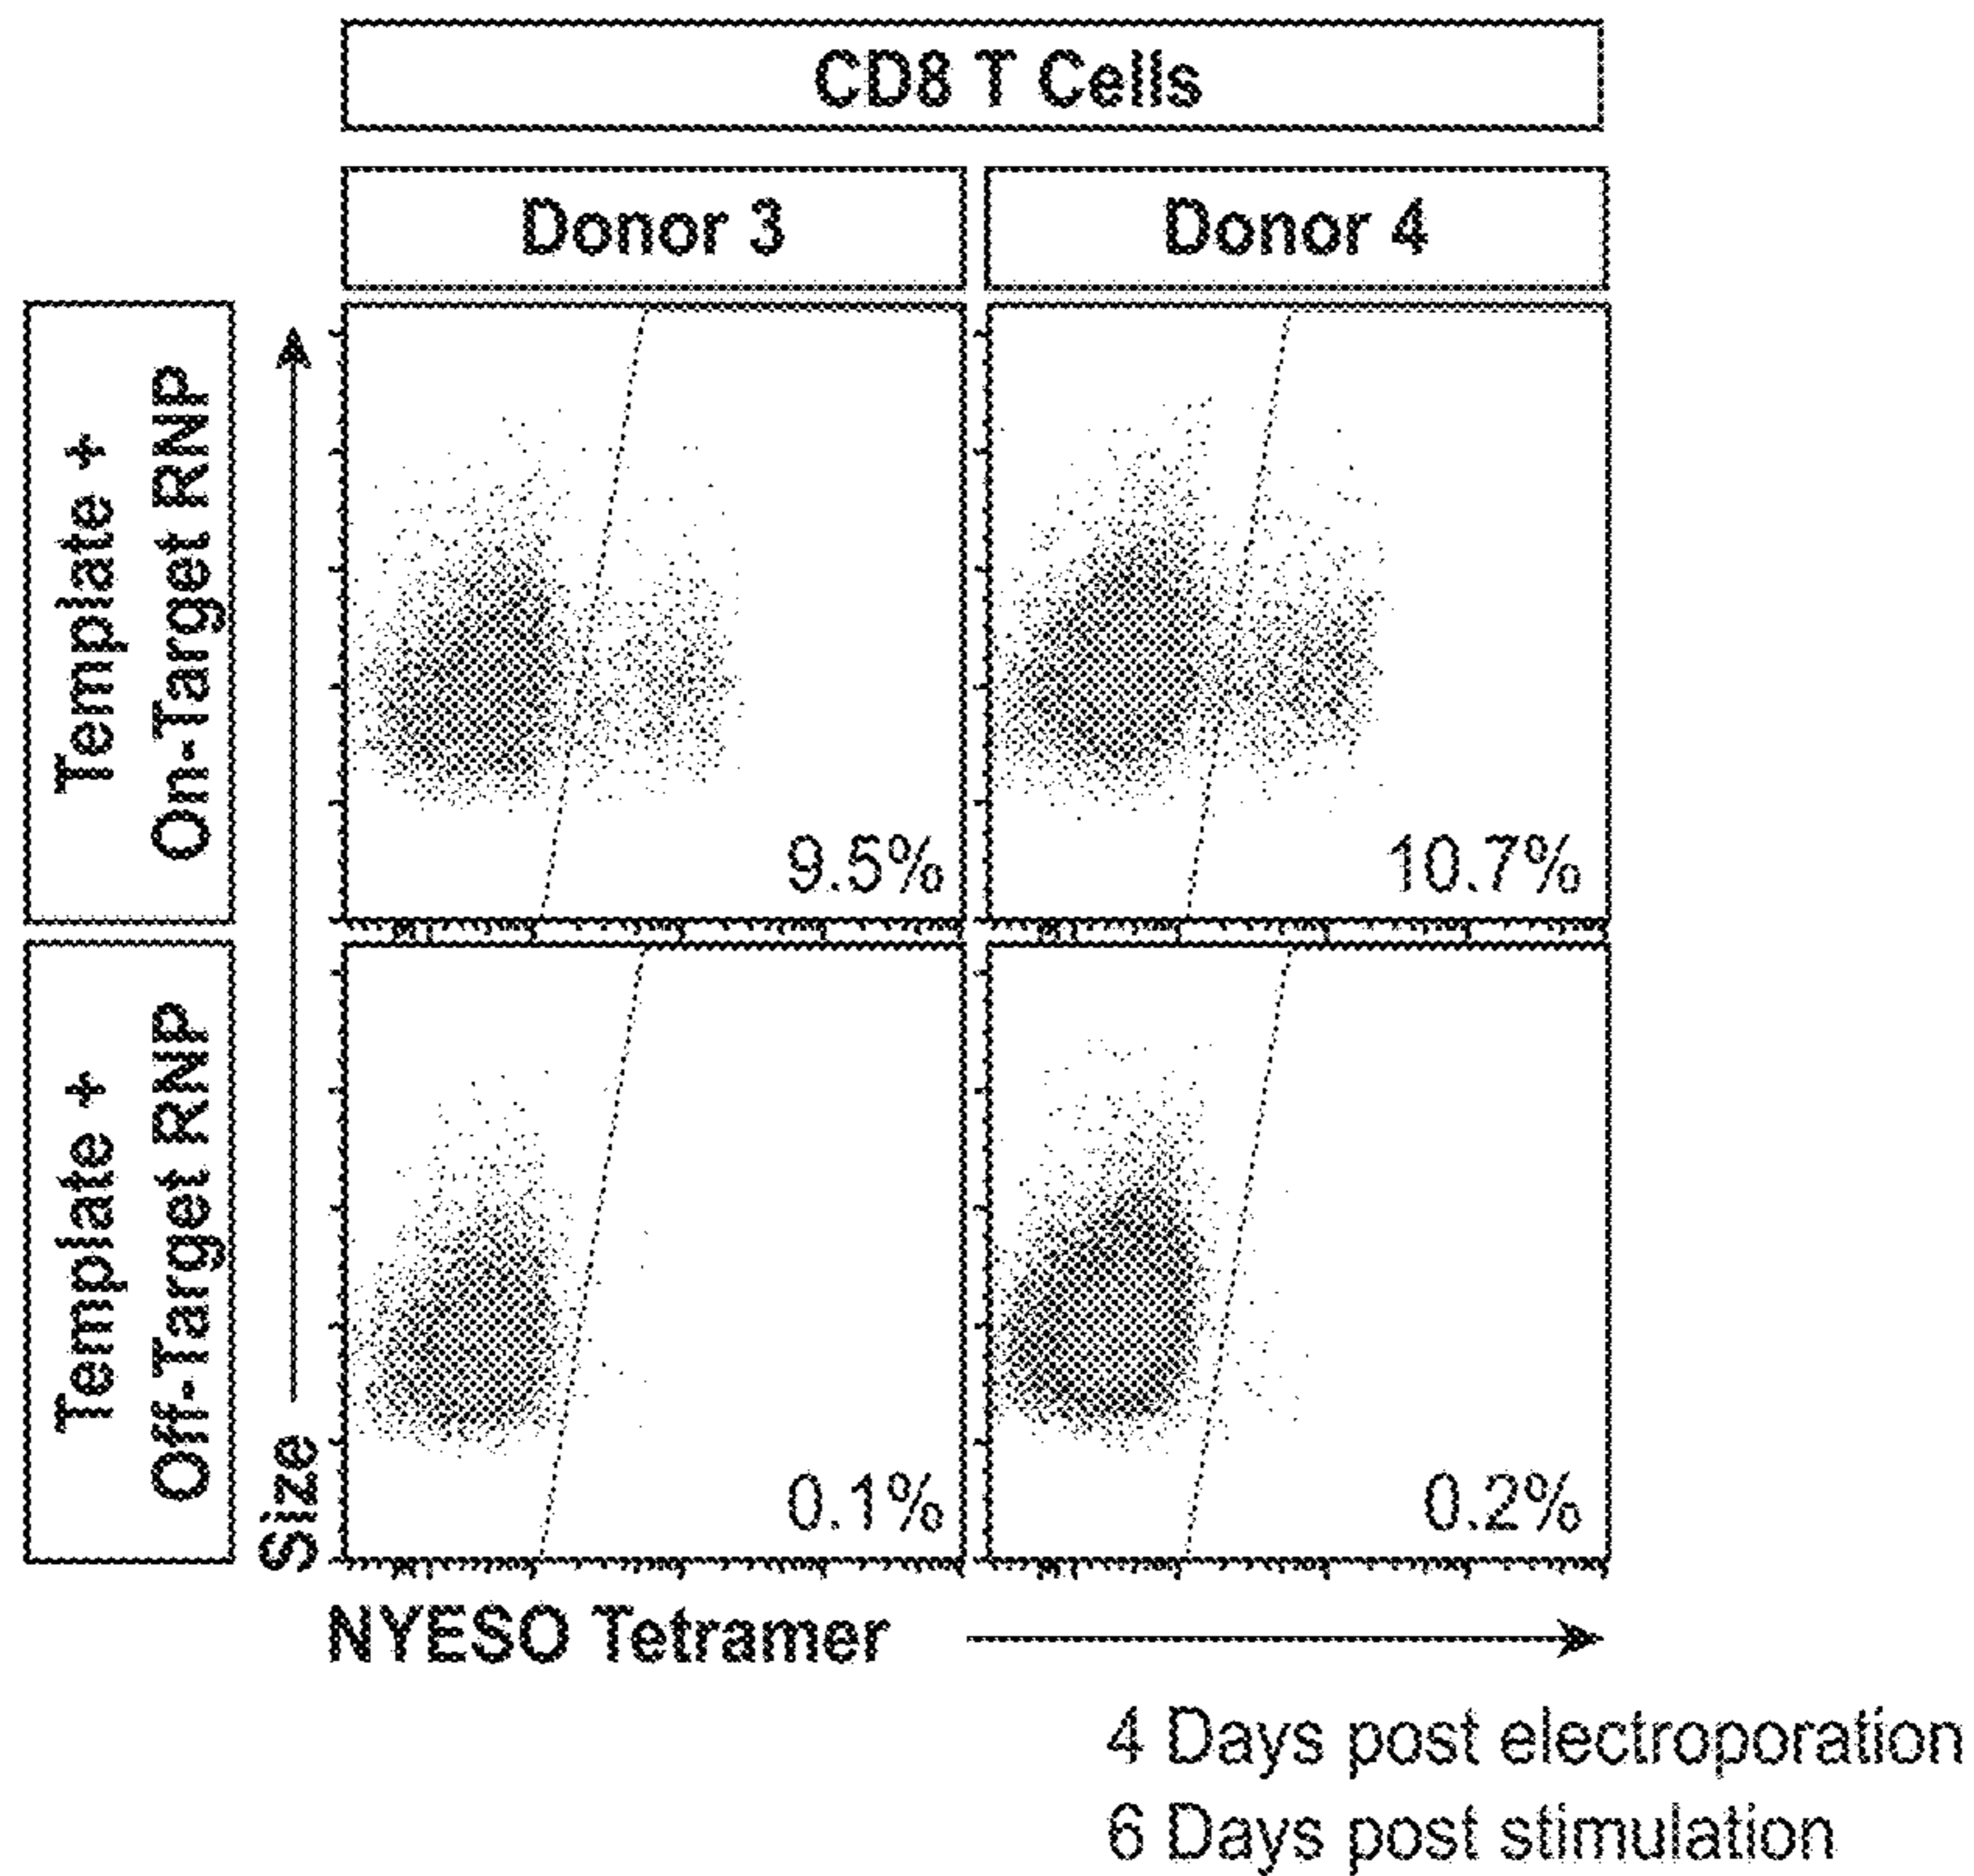 CD8 T Cells
Donor 3
Donor 4
Template +
On-Target RNP
9.5%
10.7%
Template +
Off-Target RNP
0.1%
0.2%
Size
NYESO Tetramer
4 Days post electroporation
6 Days post stimulation